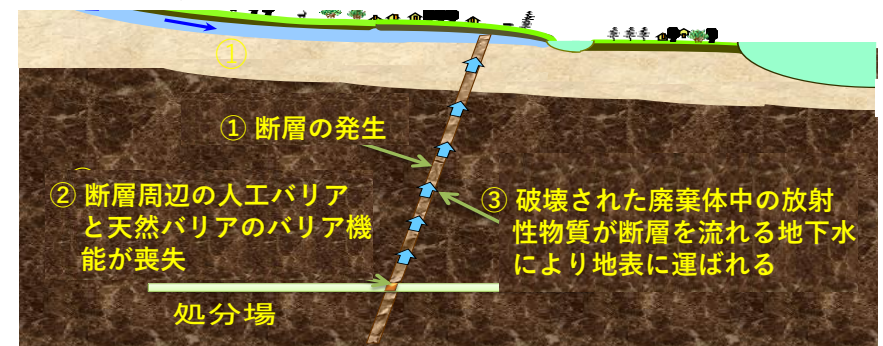 ①
① 断層の発生
② 断層周辺の人工バリア
と天然バリアのバリア機
能が喪失
③ 破壊された廃棄体中の放射
性物質が断層を流れる地下水
により地表に運ばれる
処分場